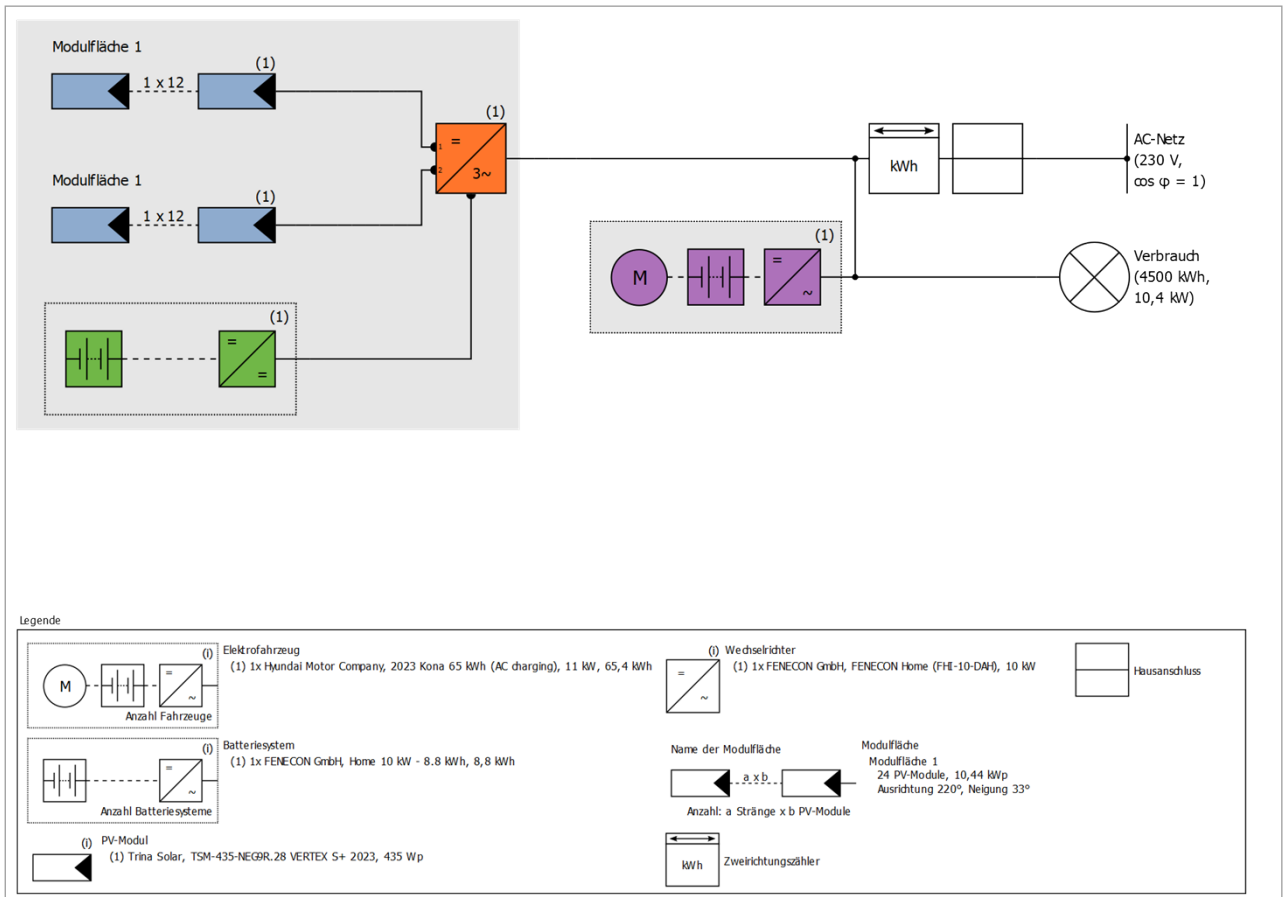 Modulfläche 1
(1)
1 x 12
(1)
=
1
2
3~
Modulfläche 1
(1)
1 x 12
(1)
=
=
kWh
AC-Netz
(230 V,
cos φ = 1)
(1)
M
=
~
Verbrauch
(4500 kWh,
10,4 kW)
Legende
(i)
M
=
~
Anzahl Fahrzeuge
Elektrofahrzeug
(1) 1x Hyundai Motor Company, 2023 Kona 65 kWh (AC charging), 11 kW, 65,4 kWh
(i)
=
~
Anzahl Batteriesysteme
Batteriesystem
(1) 1x FENECON GmbH, Home 10 kW - 8.8 kWh, 8,8 kWh
(i)
PV-Modul
(1) Trina Solar, TSM-435-NEG9R.28 VERTEX S+ 2023, 435 Wp
(i)
=
~
Wechselrichter
(1) 1x FENECON GmbH, FENECON Home (FHI-10-DAH), 10 kW
Name der Modulfläche
a x b
Anzahl: a Stränge x b PV-Module
Modulfläche
Modulfläche 1
24 PV-Module, 10,44 kWp
Ausrichtung 220°, Neigung 33°
kWh
Zweirichtungszähler
Hausanschluss